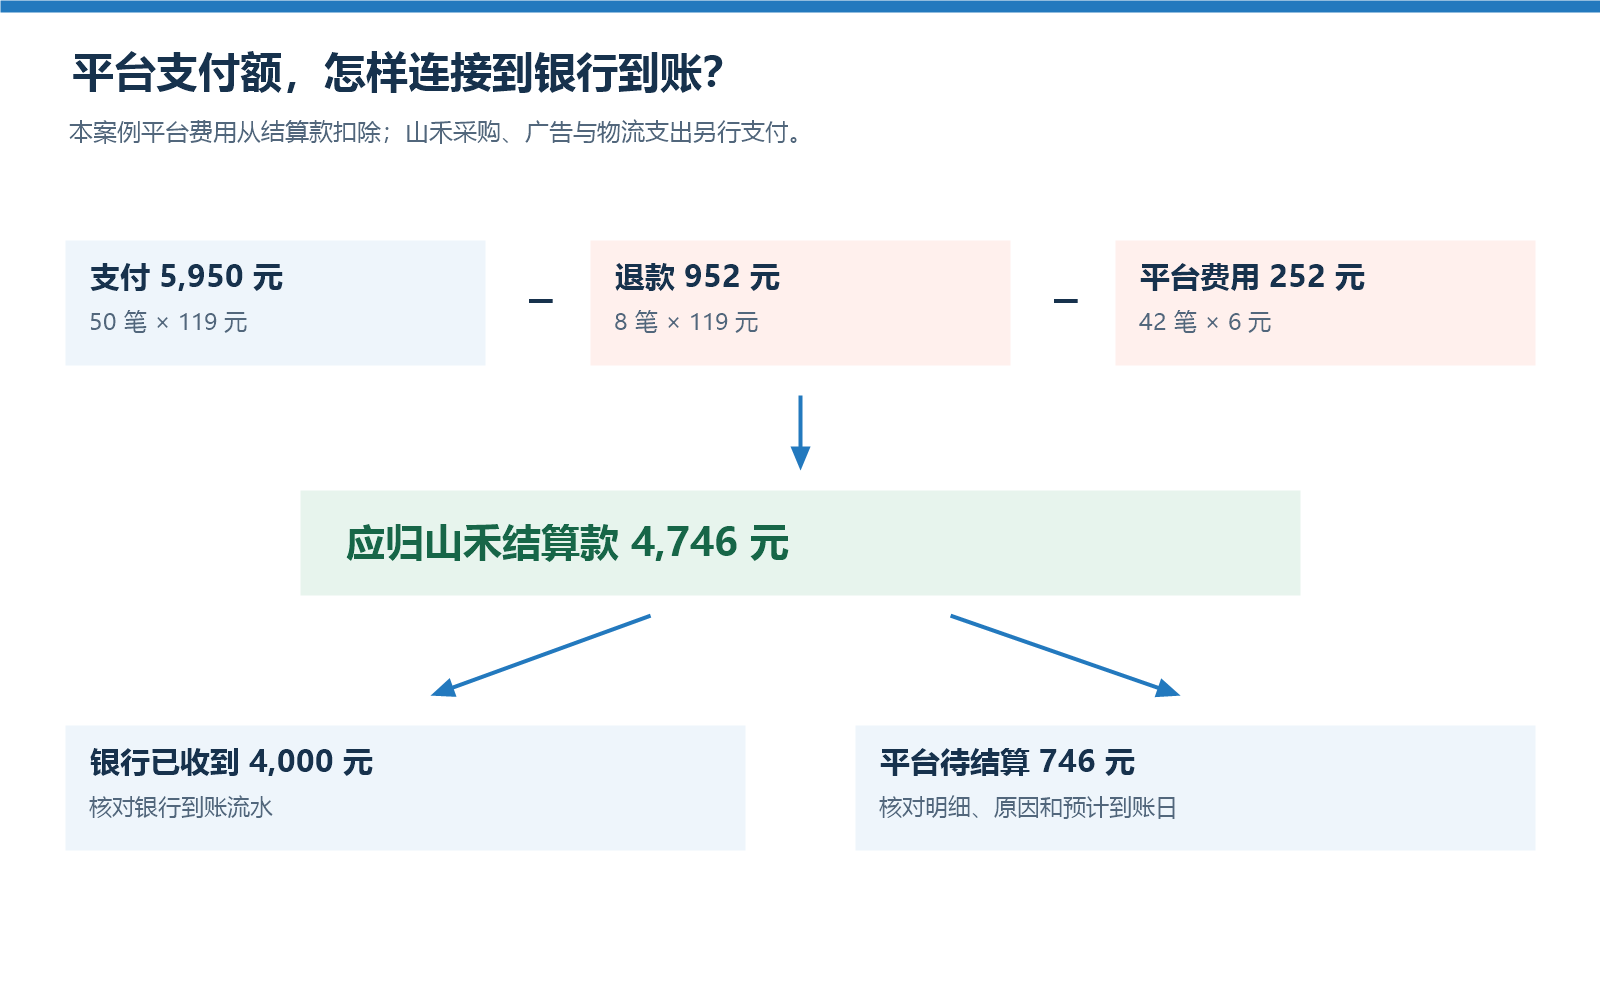 平台支付额，怎样连接到银行到账？
本案例平台费用从结算款扣除；山禾采购、广告与物流支出另行支付。
支付 5,950 元
50 笔 × 119 元
–
退款 952 元
8 笔 × 119 元
–
平台费用 252 元
42 笔 × 6 元
应归山禾结算款 4,746 元
银行已收到 4,000 元
核对银行到账流水
平台待结算 746 元
核对明细、原因和预计到账日